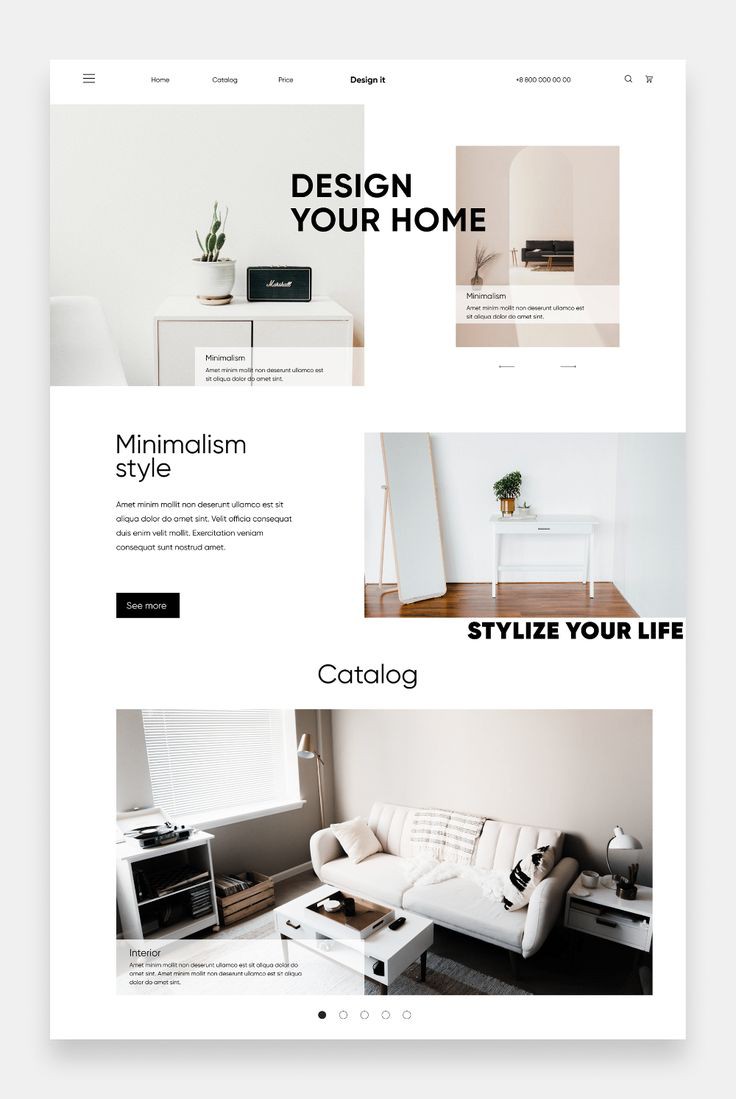 Home
Catalog
Price
Design it
+8 800 000 00 00
DESIGN
YOUR HOME
Marshall
Minimalism
Amet minim mollit non deserunt ullamco est
sit aliqua dolor do amet sint.
Minimalism
Amet minim mollit non deserunt ullamco est
sit aliqua dolor do amet sint.
Minimalism
style
Amet minim mollit non deserunt ullamco est sit
aliqua dolor do amet sint. Velit officia consequat
duis enim velit mollit. Exercitation veniam
consequat sunt nostrud amet.
See more
STYLIZE YOUR LIFE
Catalog
Interior
Amet minim mollit non deserunt ullamco est sit aliqua dolor do
amet sint. Amet minim mollit non deserunt ullamco est sit aliqua
dolor do amet sint.